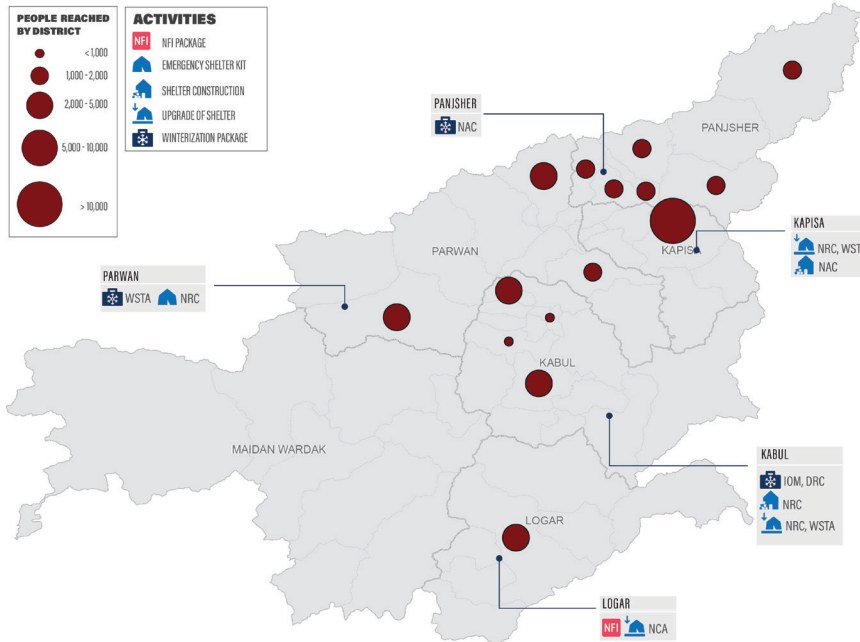 PEOPLE REACHED
BY DISTRICT
< 1,000
1,000 - 2,000
2,000 - 5,000
5,000 - 10,000
> 10,000
ACTIVITIES
NFI NFI PACKAGE
EMERGENCY SHELTER KIT
SHELTER CONSTRUCTION
UPGRADE OF SHELTER
WINTERIZATION PACKAGE
PANJSHER
NAC
PANJSHER
KAPISA
NRC, WST
NAC
PARWAN
KAPISA
PARWAN
WSTA NRC
KABUL
MAIDAN WARDAK
KABUL
IOM, DRC
NRC
NRC, WSTA
LOGAR
LOGAR
NFI NCA